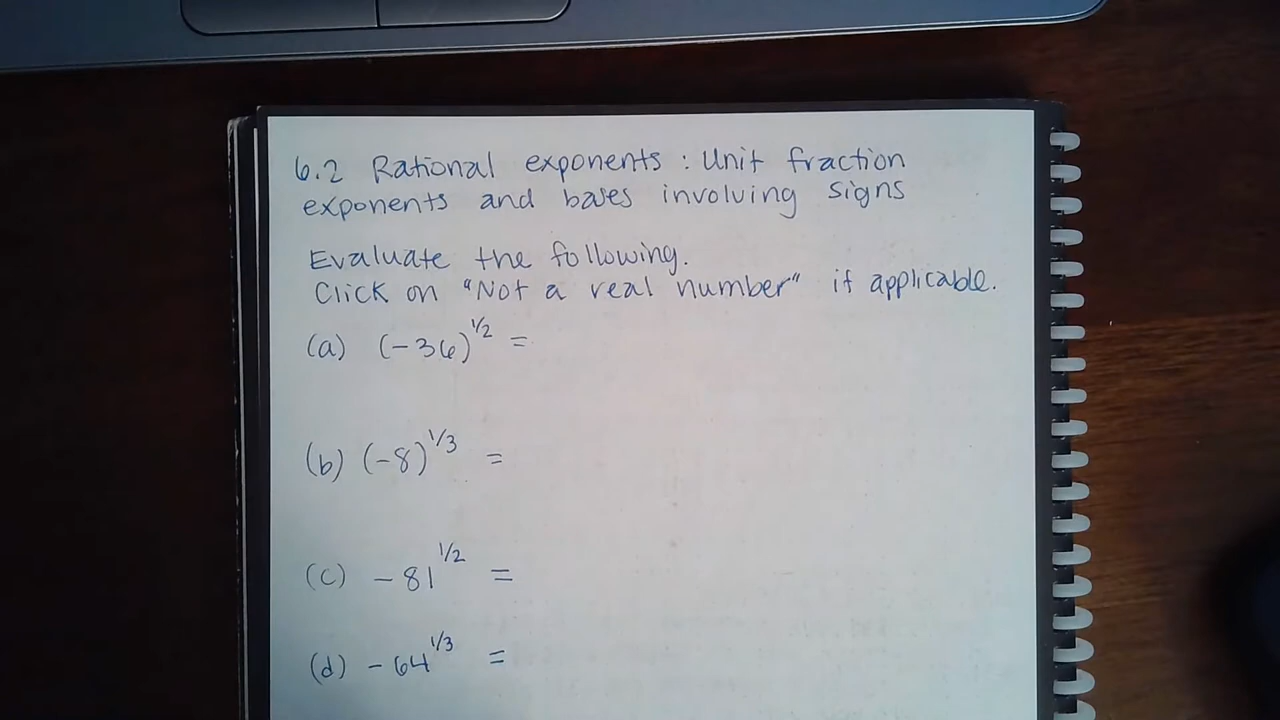 6.2 Rational exponents : Unit fraction
exponents and bases involving signs
Evaluate the following.
Click on "Not a real number" if applicable.
(a) (-36)^1/2 =
(b) (-8)^1/3 =
(c) -81^1/2 =
(d) -64^1/3 =